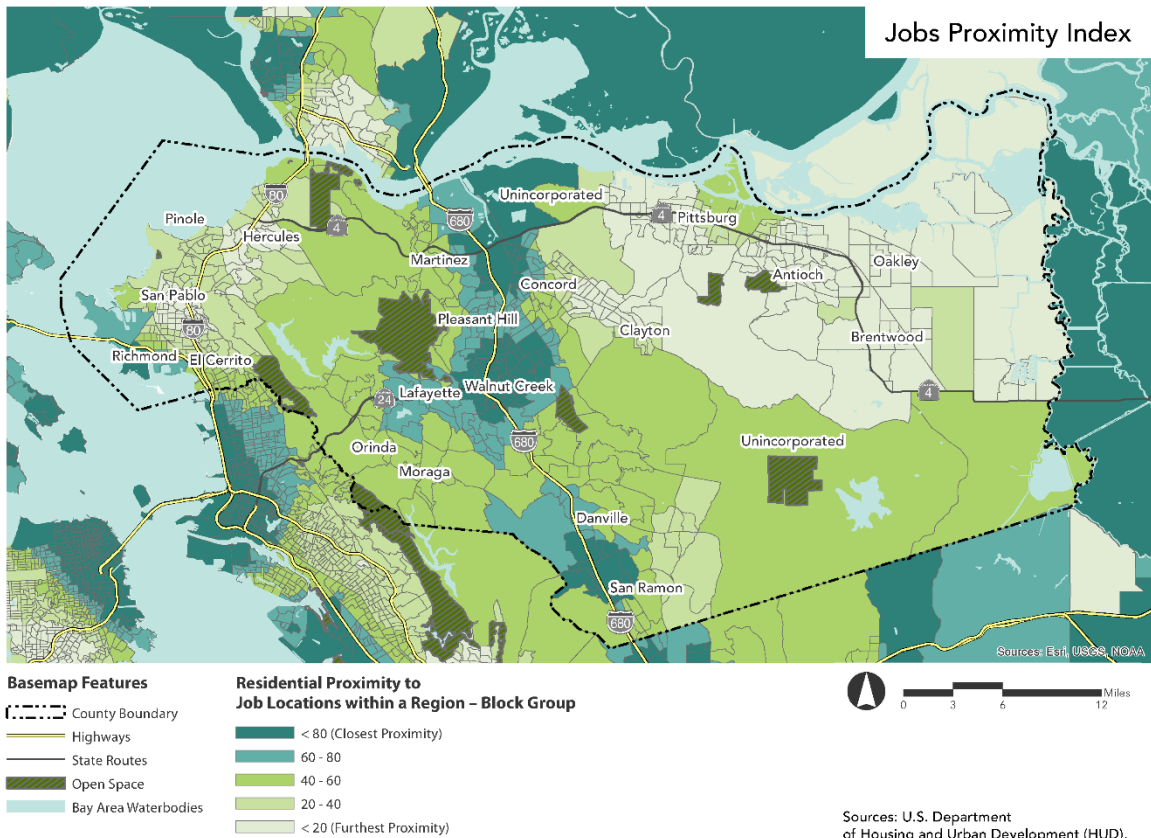 Jobs Proximity Index
80
Unincorporated
Pinole
4
Pittsburg
680
Hercules
4
Martinez
Oakley
Antioch
Concord
San Pablo
Pleasant Hill
80
Clayton
Brentwood
Richmond
El Cerrito
Walnut Creek
Lafayette
24
4
680
Orinda
Unincorporated
Moraga
Danville
San Ramon
680
Sources: Esri, USGS, NOAA
Basemap Features
County Boundary
Highways
State Routes
Open Space
Bay Area Waterbodies
Residential Proximity to
Job Locations within a Region – Block Group
< 80 (Closest Proximity)
60 - 80
40 - 60
20 - 40
< 20 (Furthest Proximity)
Miles
0 3 6 12
Sources: U.S. Department
of Housing and Urban Development (HUD),